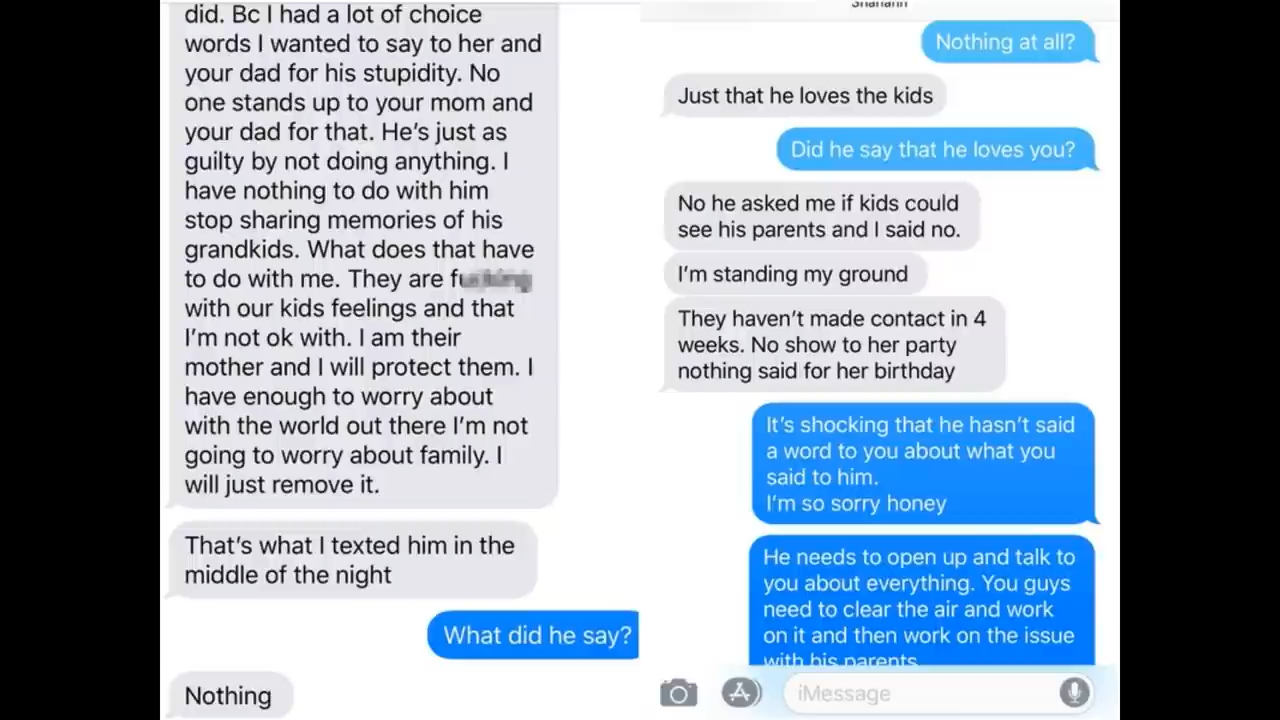 did. Bc I had a lot of choice
words I wanted to say to her and
your dad for his stupidity. No
one stands up to your mom and
your dad for that. He's just as
guilty by not doing anything. I
have nothing to do with him
stop sharing memories of his
grandkids. What does that have
to do with me. They are
with our kids feelings and that
I'm not ok with. I am their
mother and I will protect them. I
have enough to worry about
with the world out there I'm not
going to worry about family. I
will just remove it.
That's what I texted him in the
middle of the night
What did he say?
Nothing
Nothing at all?
Just that he loves the kids
Did he say that he loves you?
No he asked me if kids could
see his parents and I said no.
I'm standing my ground
They haven't made contact in 4
weeks. No show to her party
nothing said for her birthday
It's shocking that he hasn't said
a word to you about what you
said to him.
I'm so sorry honey
He needs to open up and talk to
you about everything. You guys
need to clear the air and work
on it and then work on the issue
with his parents
iMessage